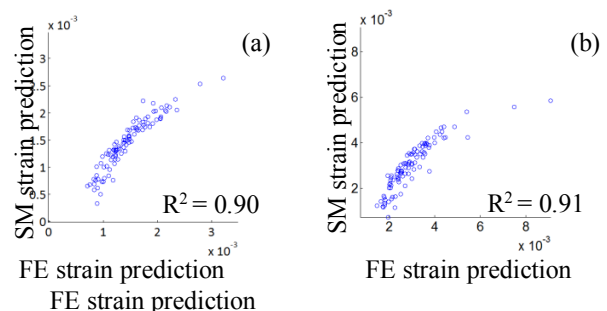 x 10⁻³
(a)
3
2.5
2
1.5
1
0.5
0
0
1
2
3
x 10⁻³
SM strain prediction
R² = 0.90
FE strain prediction
FE strain prediction
x 10⁻³
(b)
8
6
4
2
2
4
6
8
x 10⁻³
SM strain prediction
R² = 0.91
FE strain prediction